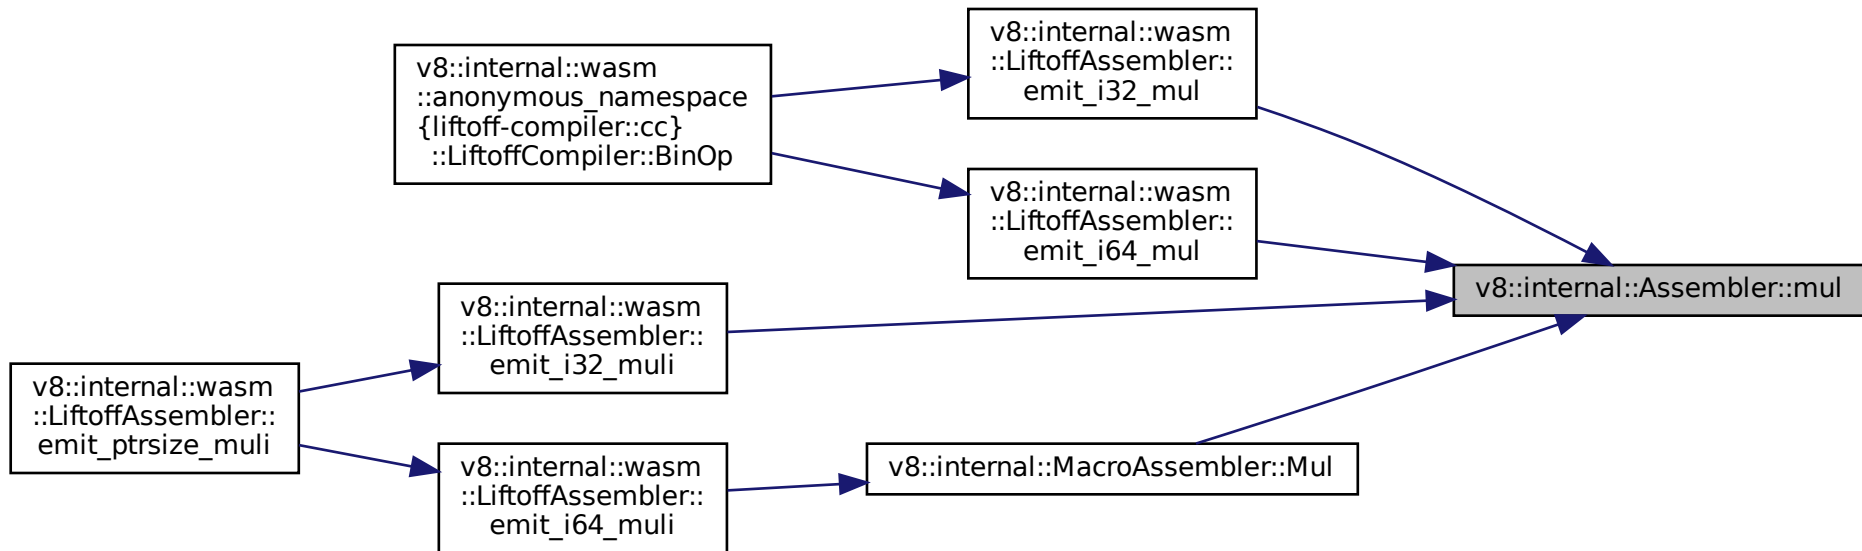 v8::internal::wasm
::anonymous_namespace
{liftoff-compiler::cc}
::LiftoffCompiler::BinOp
v8::internal::wasm
::LiftoffAssembler::
emit_i32_mul
v8::internal::wasm
::LiftoffAssembler::
emit_i64_mul
v8::internal::Assembler::mul
v8::internal::wasm
::LiftoffAssembler::
emit_i32_muli
v8::internal::wasm
::LiftoffAssembler::
emit_ptrsize_muli
v8::internal::wasm
::LiftoffAssembler::
emit_i64_muli
v8::internal::MacroAssembler::Mul